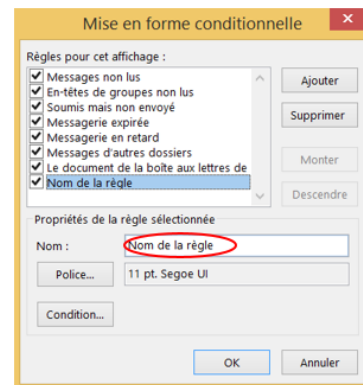 Mise en forme conditionnelle
Règles pour cet affichage :
Messages non lus
En-têtes de groupes non lus
Soumis mais non envoyé
Messagerie expirée
Messagerie en retard
Messages d'autres dossiers
Le document de la boîte aux lettres de
Nom de la règle
Ajouter
Supprimer
Monter
Descendre
Propriétés de la règle sélectionnée
Nom : Nom de la règle
Police... 11 pt. Segoe UI
Condition...
OK Annuler